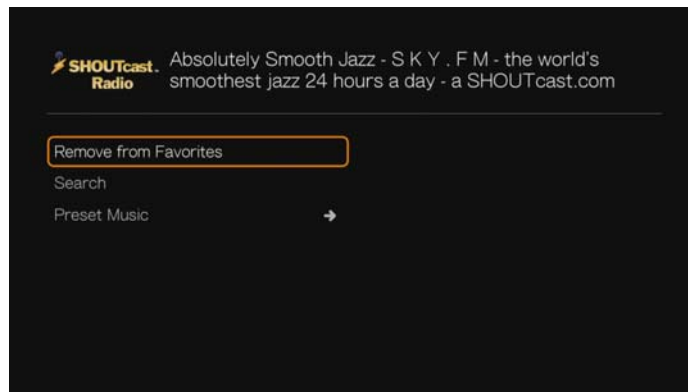 SHOUTcast
Radio
Absolutely Smooth Jazz - S K Y . F M - the world's
smoothest jazz 24 hours a day - a SHOUTcast.com
Remove from Favorites
Search
Preset Music